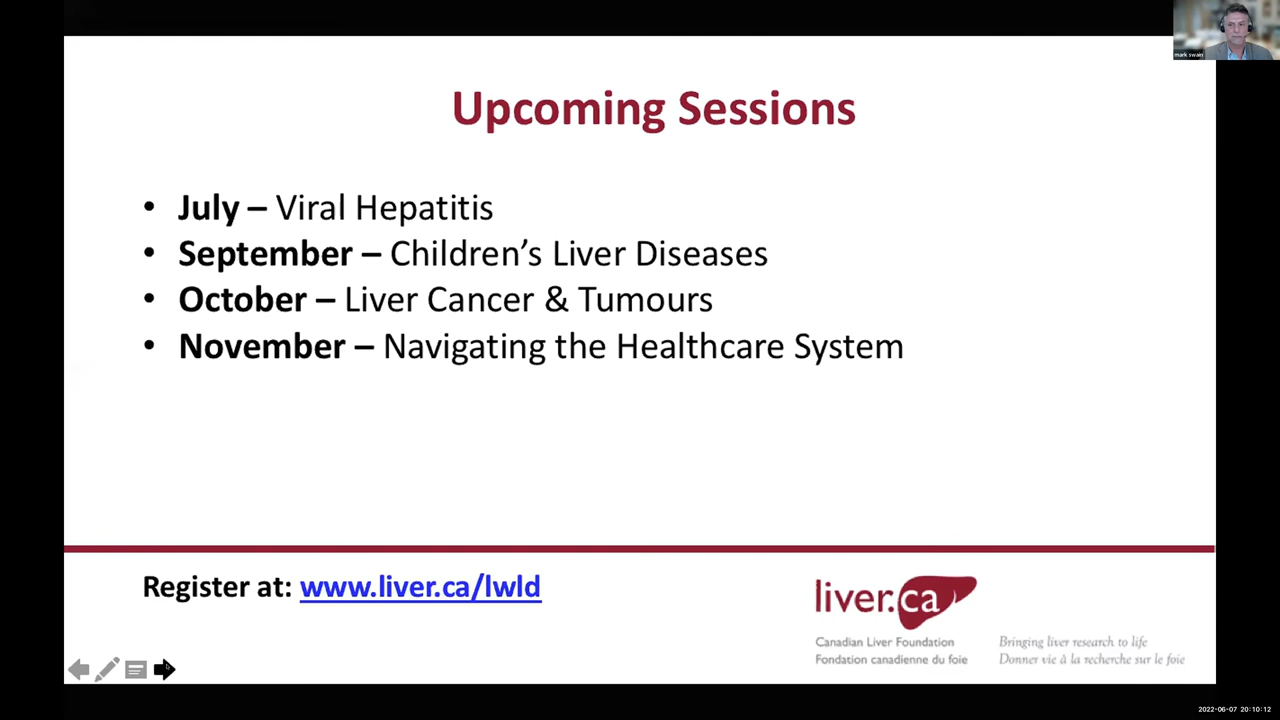 mark swain
Upcoming Sessions
• July – Viral Hepatitis
• September – Children's Liver Diseases
• October – Liver Cancer & Tumours
• November – Navigating the Healthcare System
Register at: www.liver.ca/lwld
liver.ca
Canadian Liver Foundation
Fondation canadienne du foie
Bringing liver research to life
Donner vie à la recherche sur le foie
2022-06-07 20:10:12